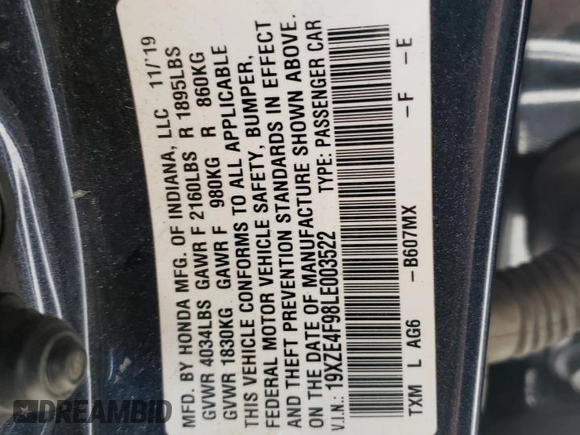 MFD. BY HONDA MFG. OF INDIANA, LLC 11/'19
GVWR 4034LBS GAWR F 2160LBS R 1895LBS
GVWR 1830KG GAWR F 980KG R 860KG
THIS VEHICLE CONFORMS TO ALL APPLICABLE
FEDERAL MOTOR VEHICLE SAFETY, BUMPER,
AND THEFT PREVENTION STANDARDS IN EFFECT
ON THE DATE OF MANUFACTURE SHOWN ABOVE.
V.I.N.: 19XZE4F98LE003522 TYPE: PASSENGER CAR
TXM L AG6 -B607MX -F -E
DREAMBID